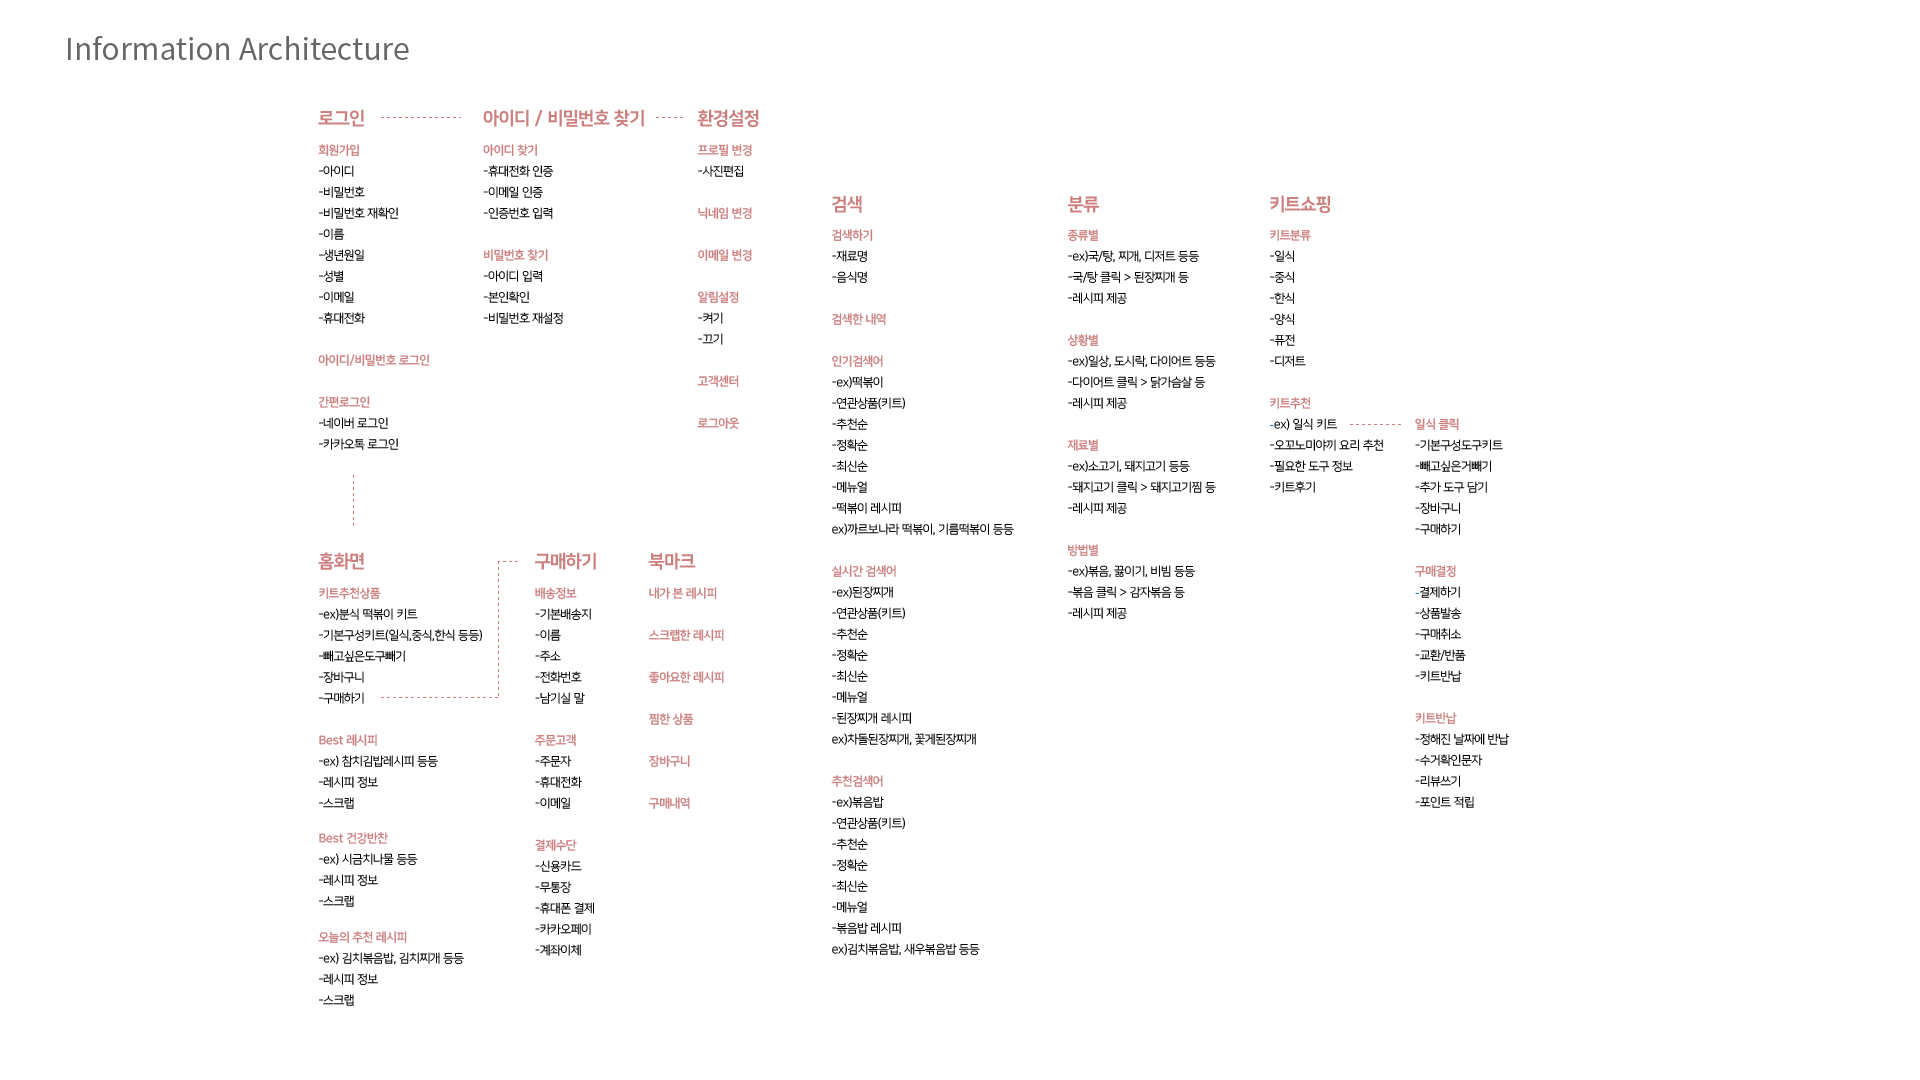 Information Architecture
로그인
회원가입
-아이디
-비밀번호
-비밀번호 재확인
-이름
-생년원일
-성별
-이메일
-휴대전화
아이디/비밀번호 로그인
간편로그인
-네이버 로그인
-카카오톡 로그인
아이디 / 비밀번호 찾기
아이디 찾기
-휴대전화 인증
-이메일 인증
-인증번호 입력
비밀번호 찾기
-아이디 입력
-본인확인
-비밀번호 재설정
환경설정
프로필 변경
-사진편집
닉네임 변경
이메일 변경
알림설정
-켜기
-끄기
고객센터
로그아웃
홈화면
키트추천상품
-ex)분식 떡볶이 키트
-기본구성키트(일식,중식,한식 등등)
-빼고싶은도구빼기
-장바구니
-구매하기
Best 레시피
-ex) 참치김밥레시피 등등
-레시피 정보
-스크랩
Best 건강반찬
-ex) 시금치나물 등등
-레시피 정보
-스크랩
오늘의 추천 레시피
-ex) 김치볶음밥, 김치찌개 등등
-레시피 정보
-스크랩
구매하기
배송정보
-기본배송지
-이름
-주소
-전화번호
-남기실 말
주문고객
-주문자
-휴대전화
-이메일
결제수단
-신용카드
-무통장
-휴대폰 결제
-카카오페이
-계좌이체
북마크
내가 본 레시피
스크랩한 레시피
좋아요한 레시피
찜한 상품
장바구니
구매내역
검색
검색하기
-재료명
-음식명
검색한 내역
인기검색어
-ex)떡볶이
-연관상품(키트)
-추천순
-정확순
-최신순
-메뉴얼
-떡볶이 레시피
ex)까르보나라 떡볶이, 기름떡볶이 등등
실시간 검색어
-ex)된장찌개
-연관상품(키트)
-추천순
-정확순
-최신순
-메뉴얼
-된장찌개 레시피
ex)차돌된장찌개, 꽃게된장찌개
추천검색어
-ex)볶음밥
-연관상품(키트)
-추천순
-정확순
-최신순
-메뉴얼
-볶음밥 레시피
ex)김치볶음밥, 새우볶음밥 등등
분류
종류별
-ex)국/탕, 찌개, 디저트 등등
-국/탕 클릭 > 된장찌개 등
-레시피 제공
상황별
-ex)일상, 도시락, 다이어트 등등
-다이어트 클릭 > 닭가슴살 등
-레시피 제공
재료별
-ex)소고기, 돼지고기 등등
-돼지고기 클릭 > 돼지고기찜 등
-레시피 제공
방법별
-ex)볶음, 끓이기, 비빔 등등
-볶음 클릭 > 감자볶음 등
-레시피 제공
키트쇼핑
키트분류
-일식
-중식
-한식
-양식
-퓨전
-디저트
키트추천
-ex) 일식 키트
-오꼬노미야끼 요리 추천
-필요한 도구 정보
-키트후기
일식 클릭
-기본구성도구키트
-빼고싶은거빼기
-추가 도구 담기
-장바구니
-구매하기
구매결정
-결제하기
-상품발송
-구매취소
-교환/반품
-키트반납
키트반납
-정해진 날짜에 반납
-수거확인문자
-리뷰쓰기
-포인트 적립